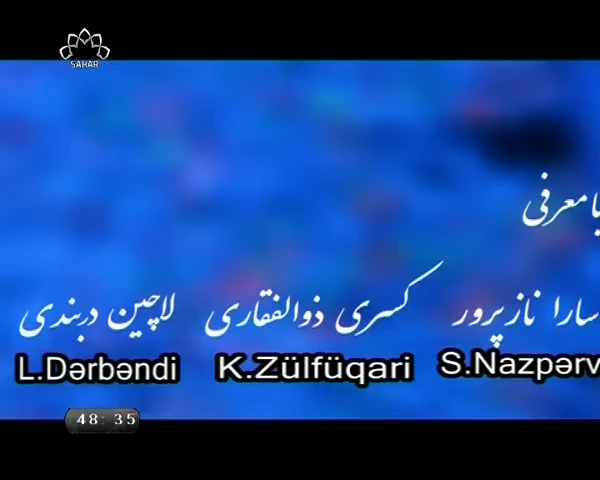 SAHAR
بامعرفی
سارا نازپرور کسری ذوالفقاری لاچین دربندی
L.Dərbəndi K.Zülfüqari S.Nazpərv
48:35